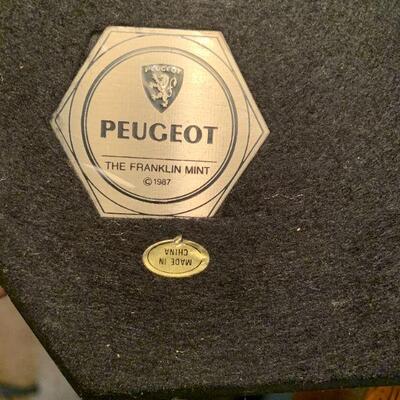 PEUGEOT
PEUGEOT
THE FRANKLIN MINT
©1987
MADE IN
CHINA